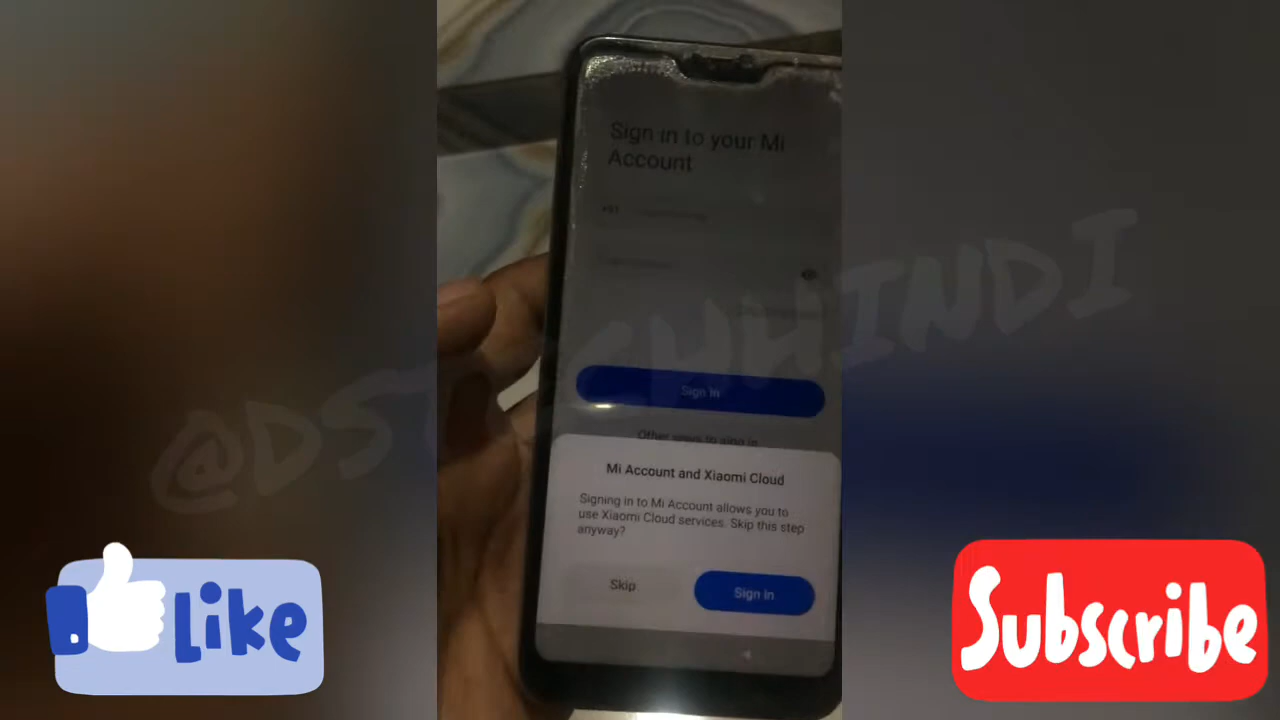 Sign in to your Mi
Account
+91
Sign in
Other ways to sign in
Mi Account and Xiaomi Cloud
Signing in to Mi Account allows you to
use Xiaomi Cloud services. Skip this step
anyway?
Skip
Sign in
Like
Subscribe